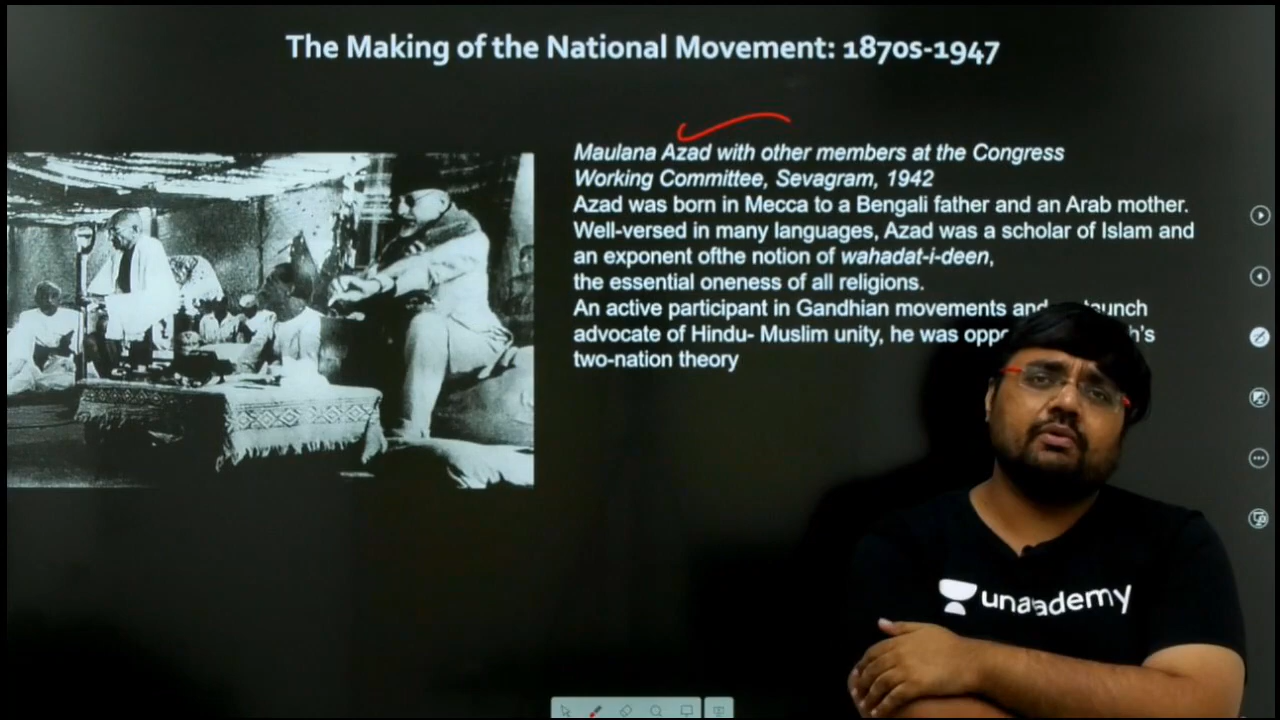 The Making of the National Movement: 1870s-1947
Maulana Azad with other members at the Congress
Working Committee, Sevagram, 1942
Azad was born in Mecca to a Bengali father and an Arab mother.
Well-versed in many languages, Azad was a scholar of Islam and
an exponent ofthe notion of wahadat-i-deen,
the essential oneness of all religions.
An active participant in Gandhian movements and
advocate of Hindu- Muslim unity, he was
two-nation theory
unacademy